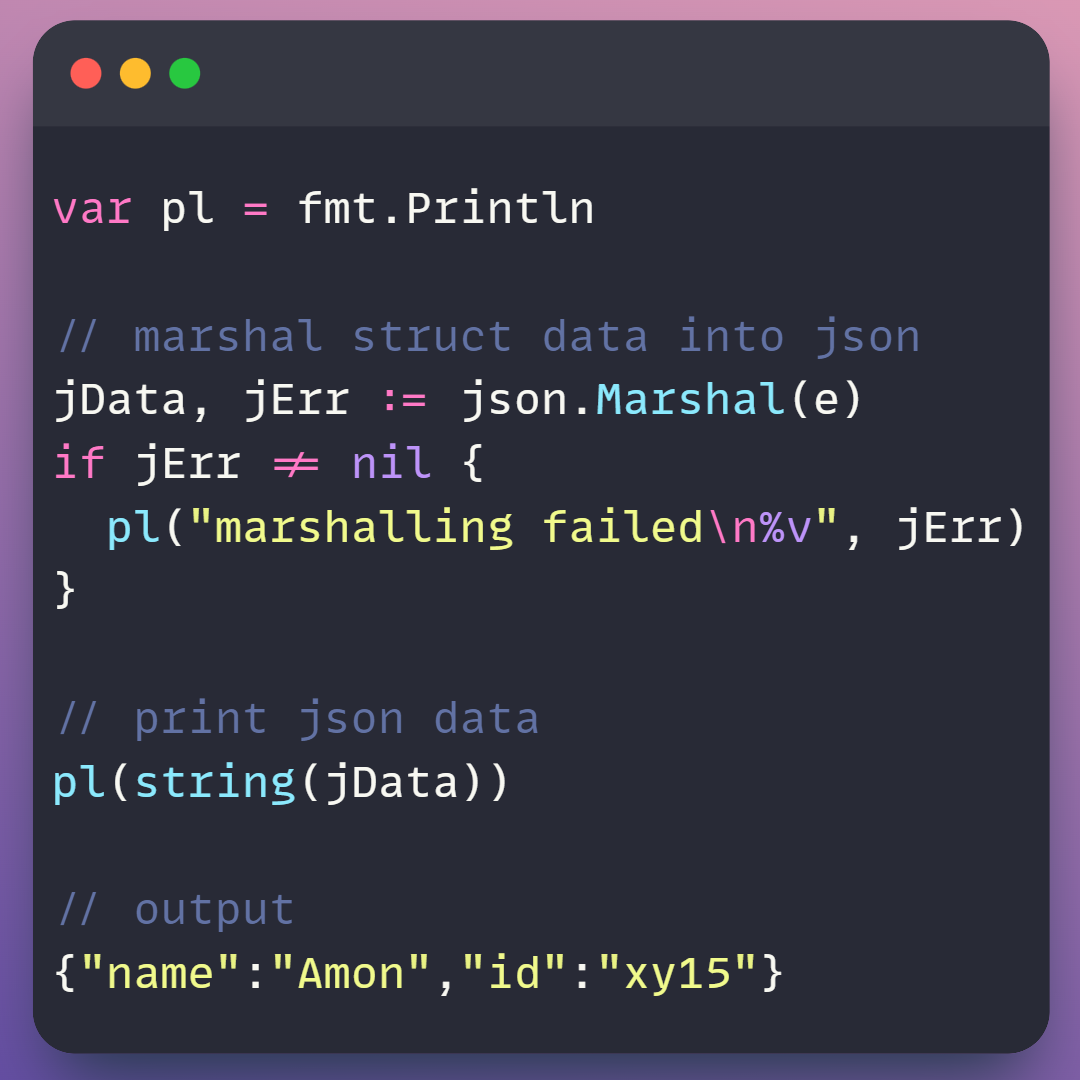 var pl = fmt.Println
// marshal struct data into json
jData, jErr := json.Marshal(e)
if jErr != nil {
  pl("marshalling failed\n%v", jErr)
}
// print json data
pl(string(jData))
// output
{"name":"Amon","id":"xy15"}